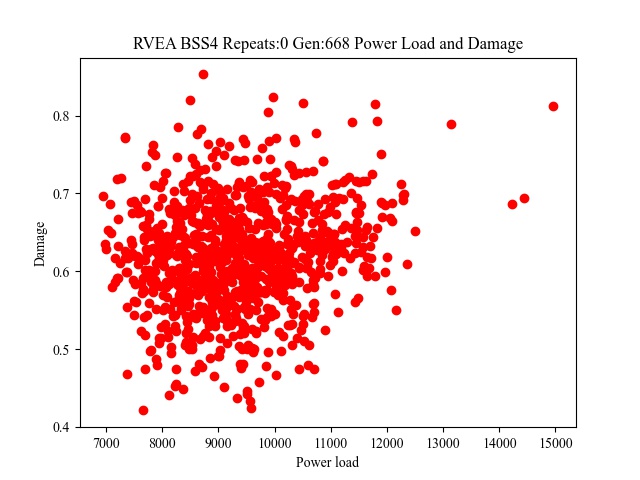 RVEA BSS4 Repeats:0 Gen:668 Power Load and Damage
0.8
0.7
0.6
0.5
0.4
Damage
7000 8000 9000 10000 11000 12000 13000 14000 15000
Power load